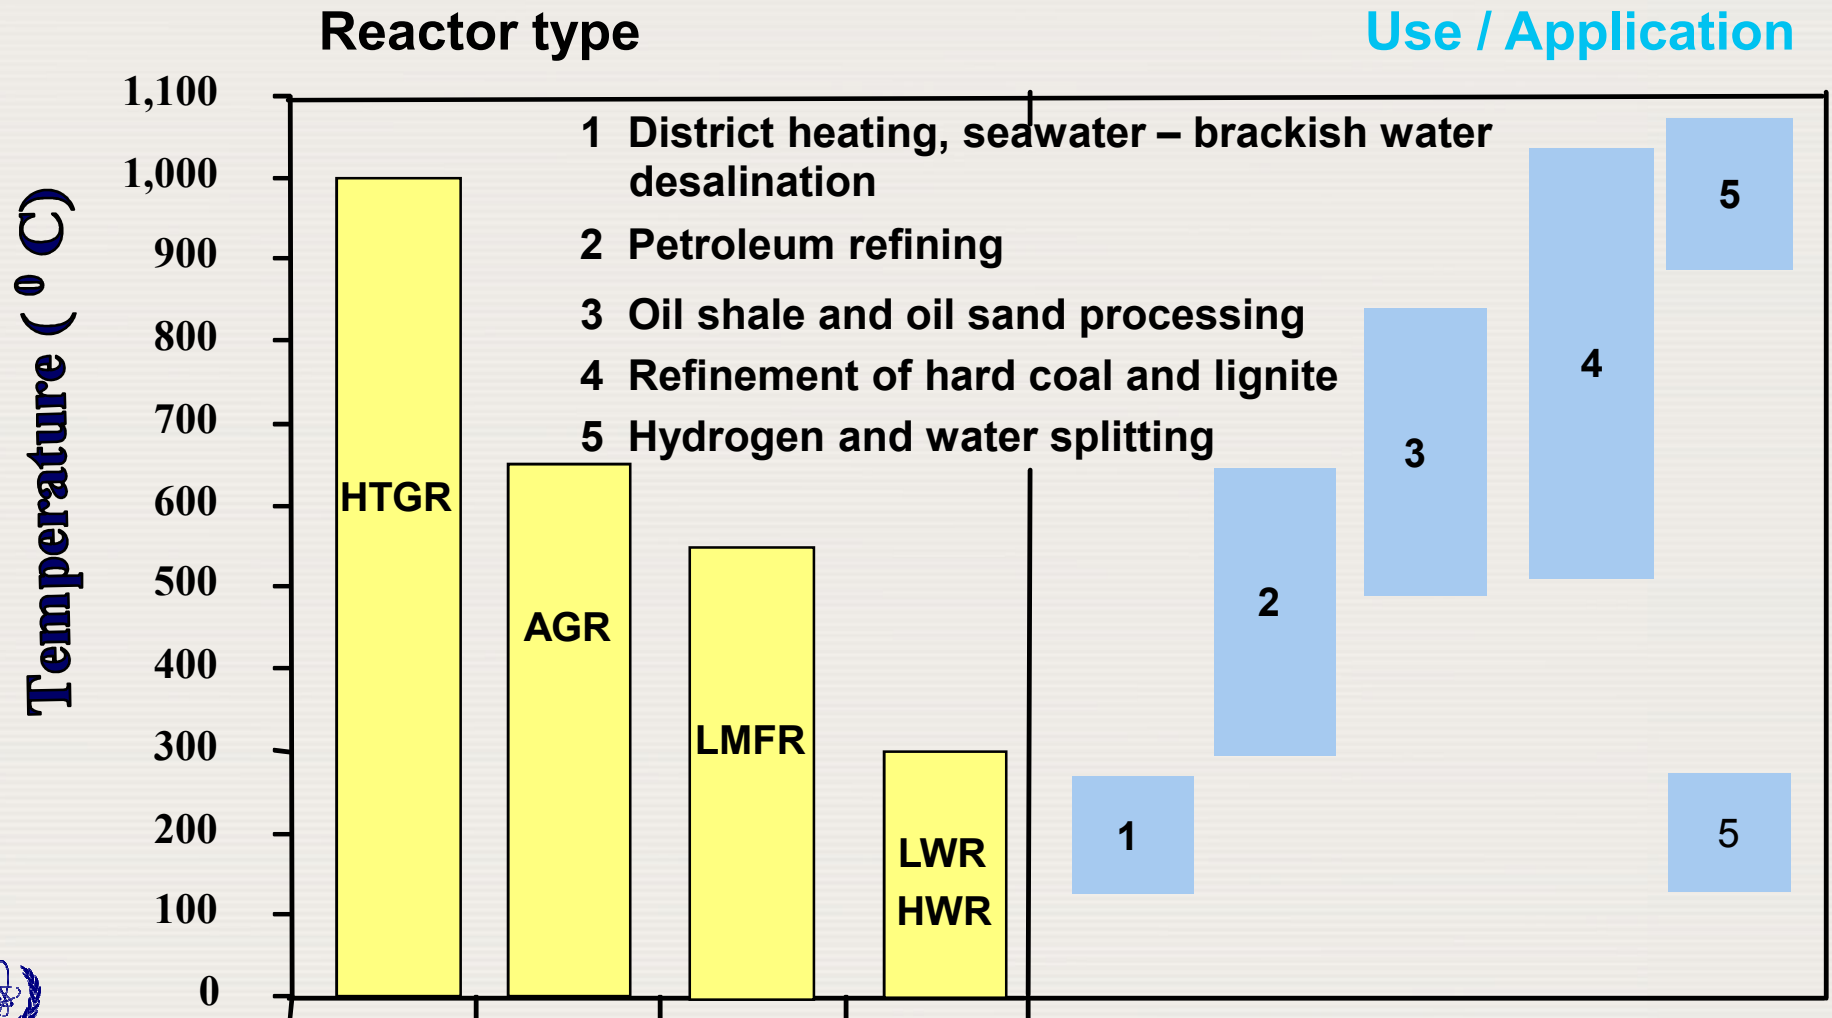 Reactor type
Use / Application
1,100
1,000
900
800
700
600
500
400
300
200
100
0
Temperature ( ⁰ C)
1 District heating, seawater – brackish water
desalination
2 Petroleum refining
3 Oil shale and oil sand processing
4 Refinement of hard coal and lignite
5 Hydrogen and water splitting
HTGR
AGR
LMFR
LWR
HWR
1
2
3
4
5
5